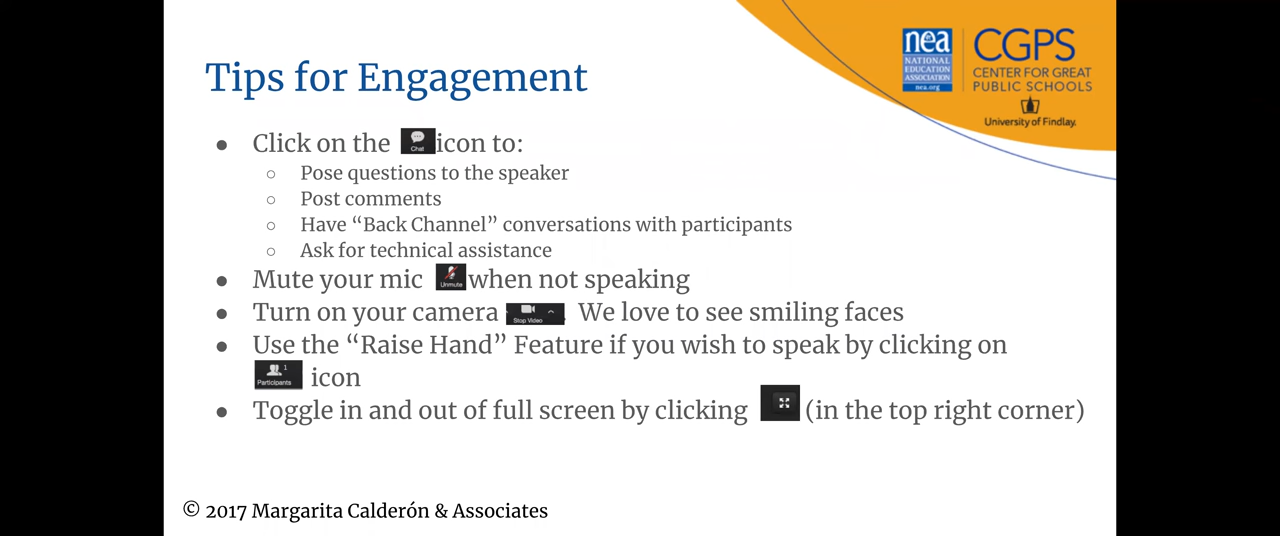 nea
NATIONAL
EDUCATION
ASSOCIATION
nea.org
CGPS
CENTER FOR GREAT
PUBLIC SCHOOLS
University of Findlay.
Tips for Engagement
● Click on the Chat icon to:
○ Pose questions to the speaker
○ Post comments
○ Have “Back Channel” conversations with participants
○ Ask for technical assistance
● Mute your mic Unmute when not speaking
● Turn on your camera Stop Video . We love to see smiling faces
● Use the “Raise Hand” Feature if you wish to speak by clicking on
Participants 1 icon
● Toggle in and out of full screen by clicking (in the top right corner)
© 2017 Margarita Calderón & Associates